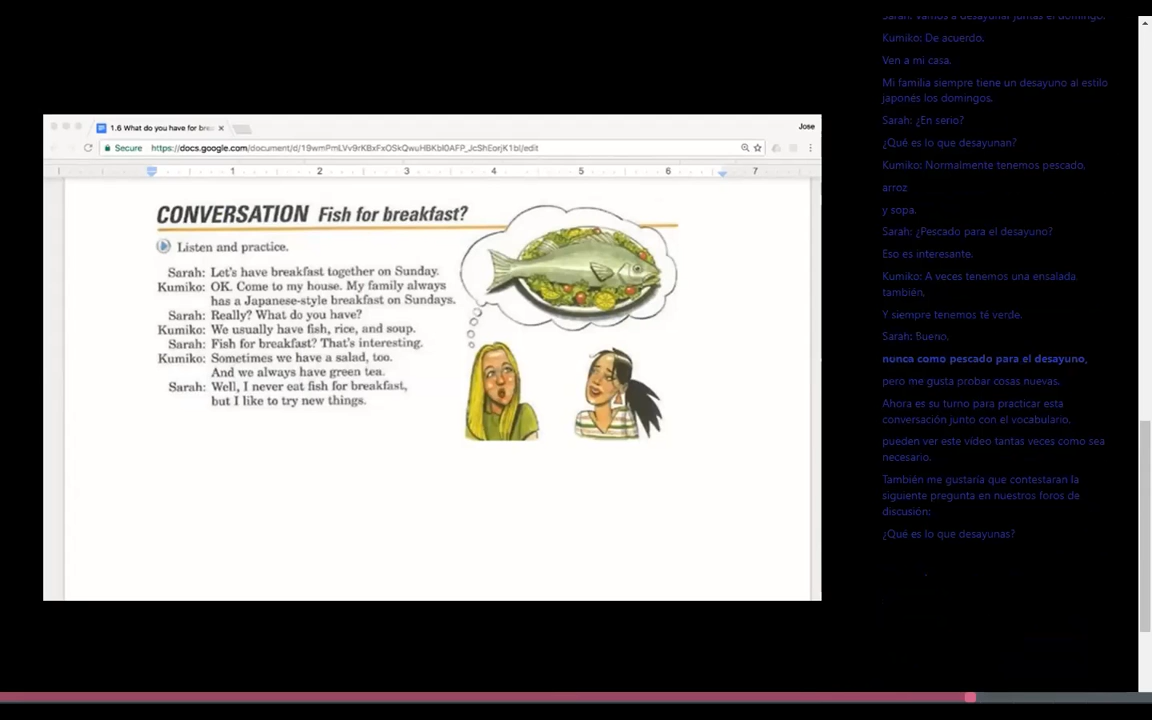 1.6 What do you have for brea
Jose
Secure https://docs.google.com/document/d/19wmPmLVv9rKBxFxOSkQwuHBKbI0AFP_JcShEorjK1bI/edit
1 2 3 4 5 6 7
CONVERSATION Fish for breakfast?
Listen and practice.
Sarah: Let's have breakfast together on Sunday.
Kumiko: OK. Come to my house. My family always
has a Japanese-style breakfast on Sundays.
Sarah: Really? What do you have?
Kumiko: We usually have fish, rice, and soup.
Sarah: Fish for breakfast? That's interesting.
Kumiko: Sometimes we have a salad, too.
And we always have green tea.
Sarah: Well, I never eat fish for breakfast,
but I like to try new things.
Sarah: Vamos a desayunar juntas el domingo.
Kumiko: De acuerdo.
Ven a mi casa.
Mi familia siempre tiene un desayuno al estilo
japonés los domingos.
Sarah: ¿En serio?
¿Qué es lo que desayunan?
Kumiko: Normalmente tenemos pescado,
arroz
y sopa.
Sarah: ¿Pescado para el desayuno?
Eso es interesante.
Kumiko: A veces tenemos una ensalada
también,
Y siempre tenemos té verde.
Sarah: Bueno,
nunca como pescado para el desayuno,
pero me gusta probar cosas nuevas.
Ahora es su turno para practicar esta
conversación junto con el vocabulario.
pueden ver este vídeo tantas veces como sea
necesario.
También me gustaría que contestaran la
siguiente pregunta en nuestros foros de
discusión:
¿Qué es lo que desayunas?